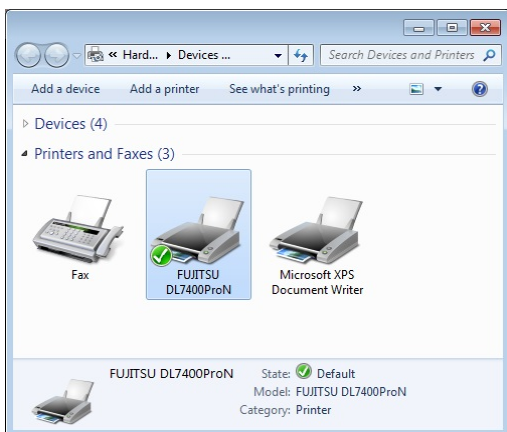 « Hard... ▸ Devices ...
Search Devices and Printers
Add a device Add a printer See what's printing »
Devices (4)
Printers and Faxes (3)
Fax
FUJITSU
DL7400ProN
Microsoft XPS
Document Writer
FUJITSU DL7400ProN State: Default
Model: FUJITSU DL7400ProN
Category: Printer